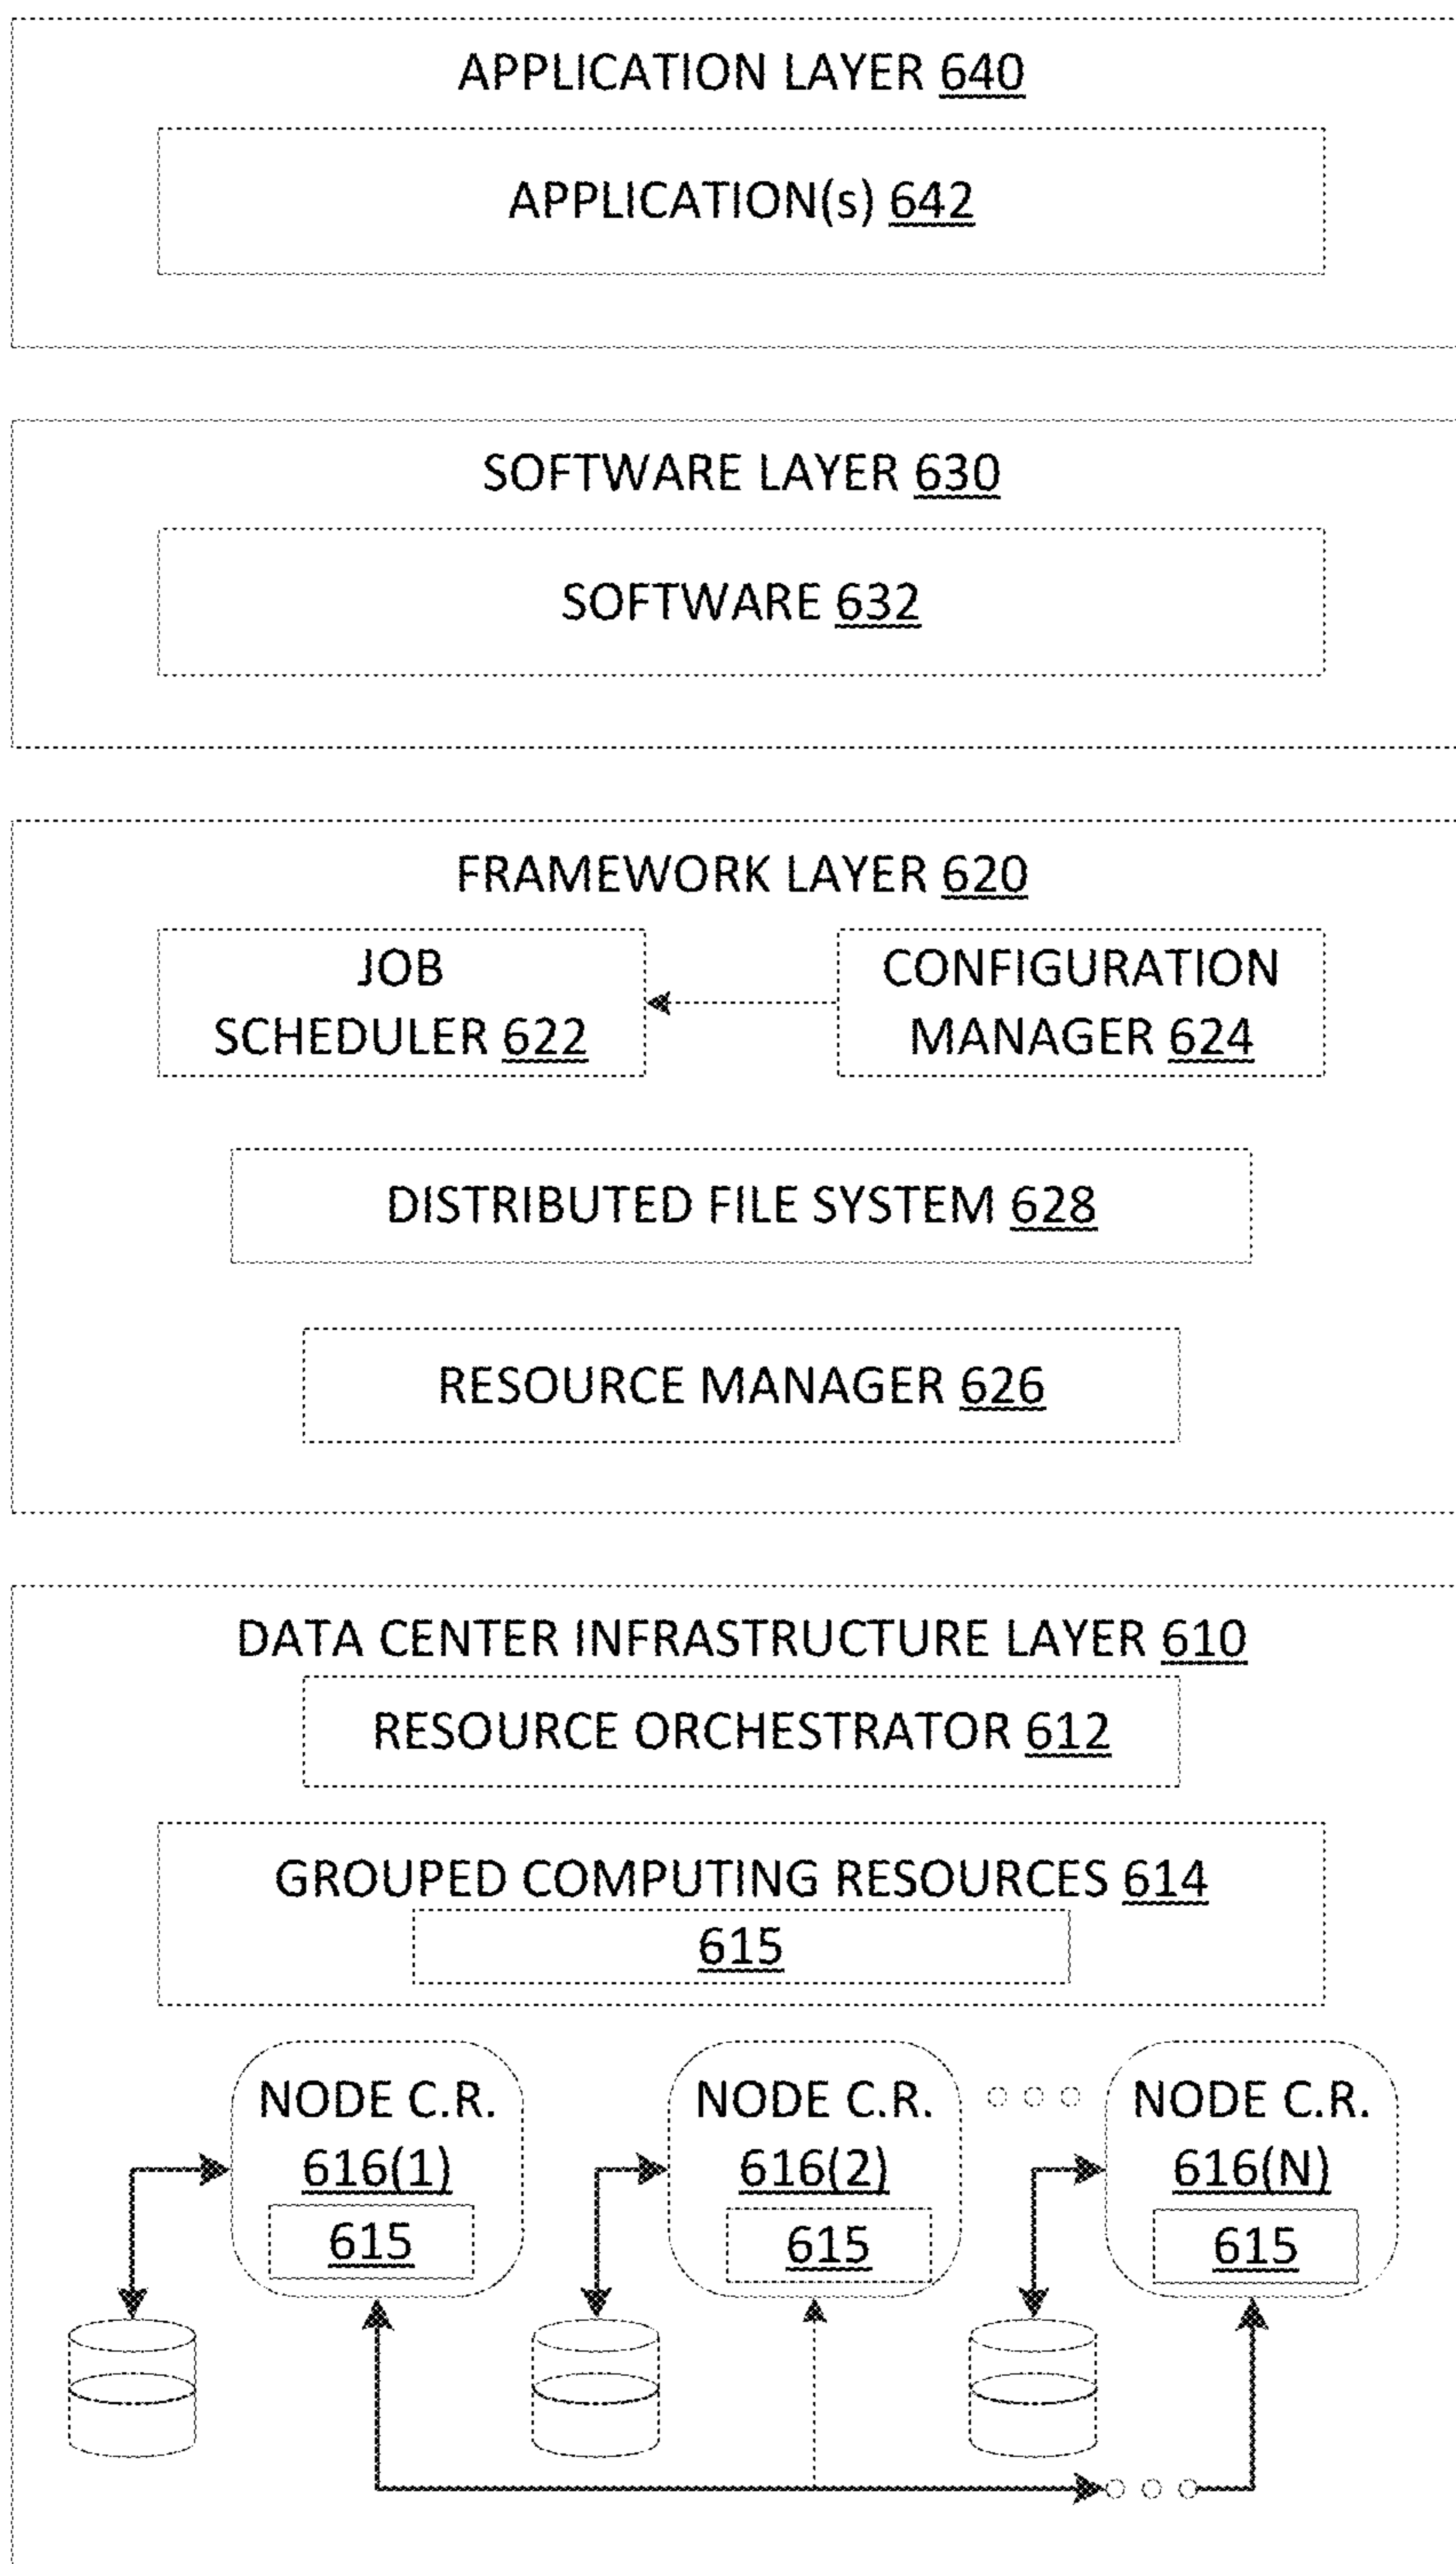 APPLICATION LAYER 640
APPLICATION(s) 642
SOFTWARE LAYER 630
SOFTWARE 632
FRAMEWORK LAYER 620
JOB
SCHEDULER 622
CONFIGURATION
MANAGER 624
DISTRIBUTED FILE SYSTEM 628
RESOURCE MANAGER 626
DATA CENTER INFRASTRUCTURE LAYER 610
RESOURCE ORCHESTRATOR 612
GROUPED COMPUTING RESOURCES 614
615
NODE C.R.
616(1)
615
NODE C.R.
616(2)
615
NODE C.R.
616(N)
615